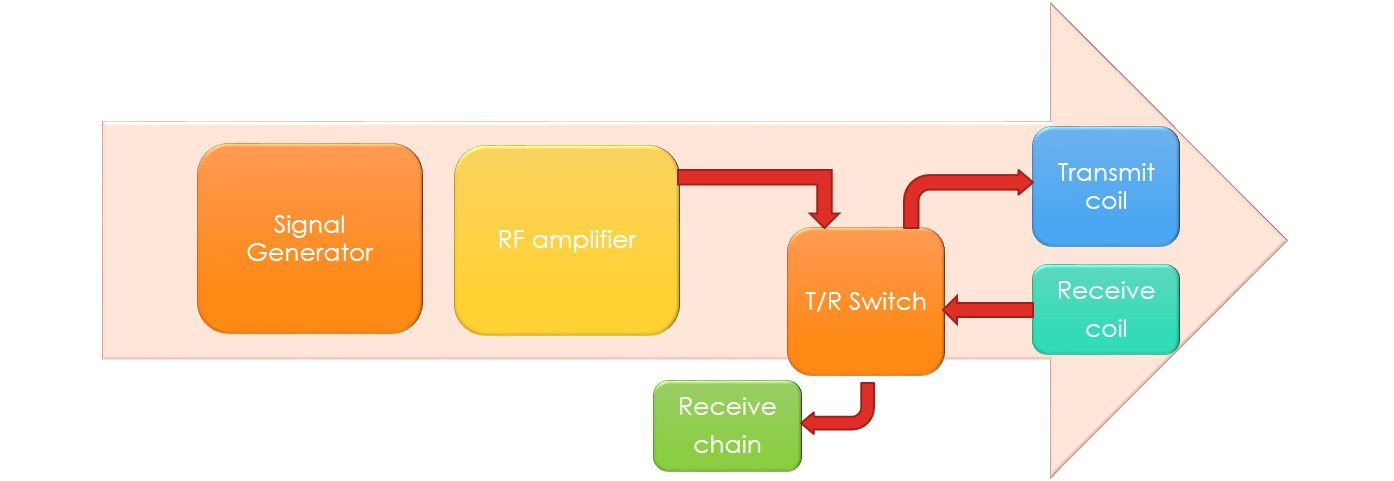 Signal
Generator
RF amplifier
T/R Switch
Transmit
coil
Receive
coil
Receive
chain